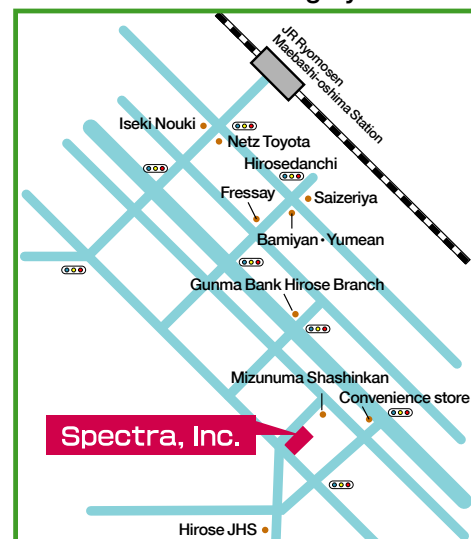 JR Ryomosen
Maebashi-oshima Station
Iseki Nouki
Netz Toyota
Hirosedanchi
Fressay
Saizeriya
Bamiyan・Yumean
Gunma Bank Hirose Branch
Mizunuma Shashinkan
Convenience store
Spectra, Inc.
Hirose JHS